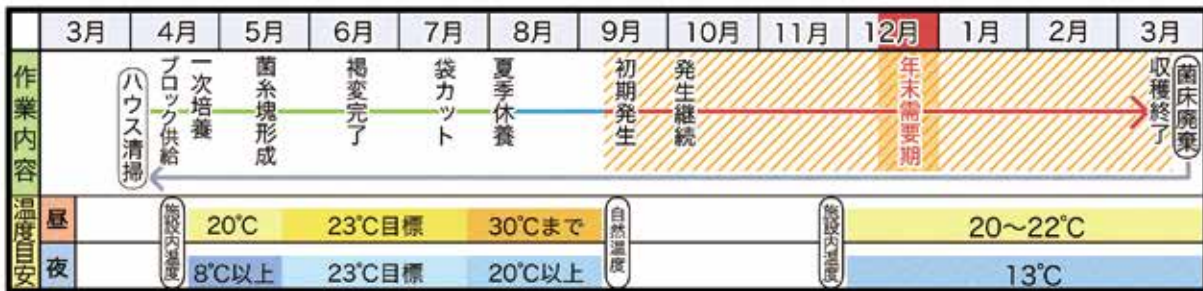 3月 4月 5月 6月 7月 8月 9月 10月 11月 12月 1月 2月 3月
作業内容
ハウス清掃
ブロック供給
一次培養
菌糸塊形成
褐変完了
袋カット
夏季休養
初期発生
発生継続
年末需要期
収穫終了
菌床廃棄
温度目安
昼
施設内温度
20℃
23℃目標
30℃まで
自然温度
施設内温度
20〜22℃
夜
8℃以上
23℃目標
20℃以上
13℃